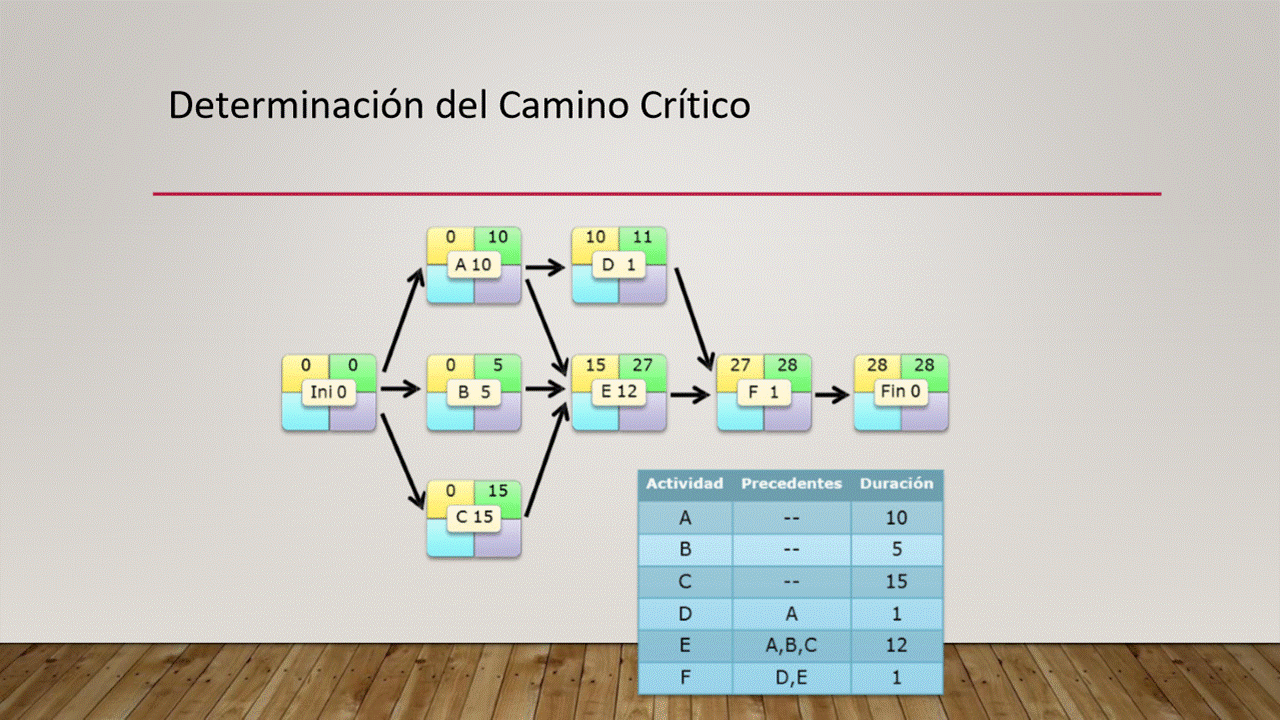 Determinación del Camino Crítico
0 10
A 10
10 11
D 1
0 0
Ini 0
0 5
B 5
15 27
E 12
27 28
F 1
28 28
Fin 0
0 15
C 15
Actividad Precedentes Duración
A -- 10
B -- 5
C -- 15
D A 1
E A,B,C 12
F D,E 1